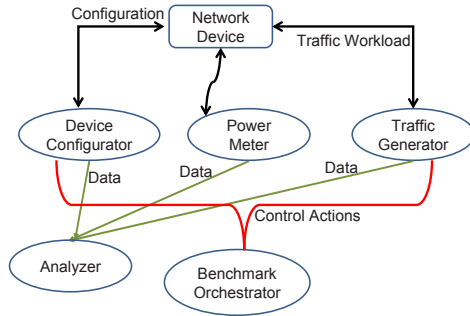 Configuration
Network
Device
Traffic Workload
Device
Configurator
Power
Meter
Traffic
Generator
Data
Data
Data
Control Actions
Analyzer
Benchmark
Orchestrator